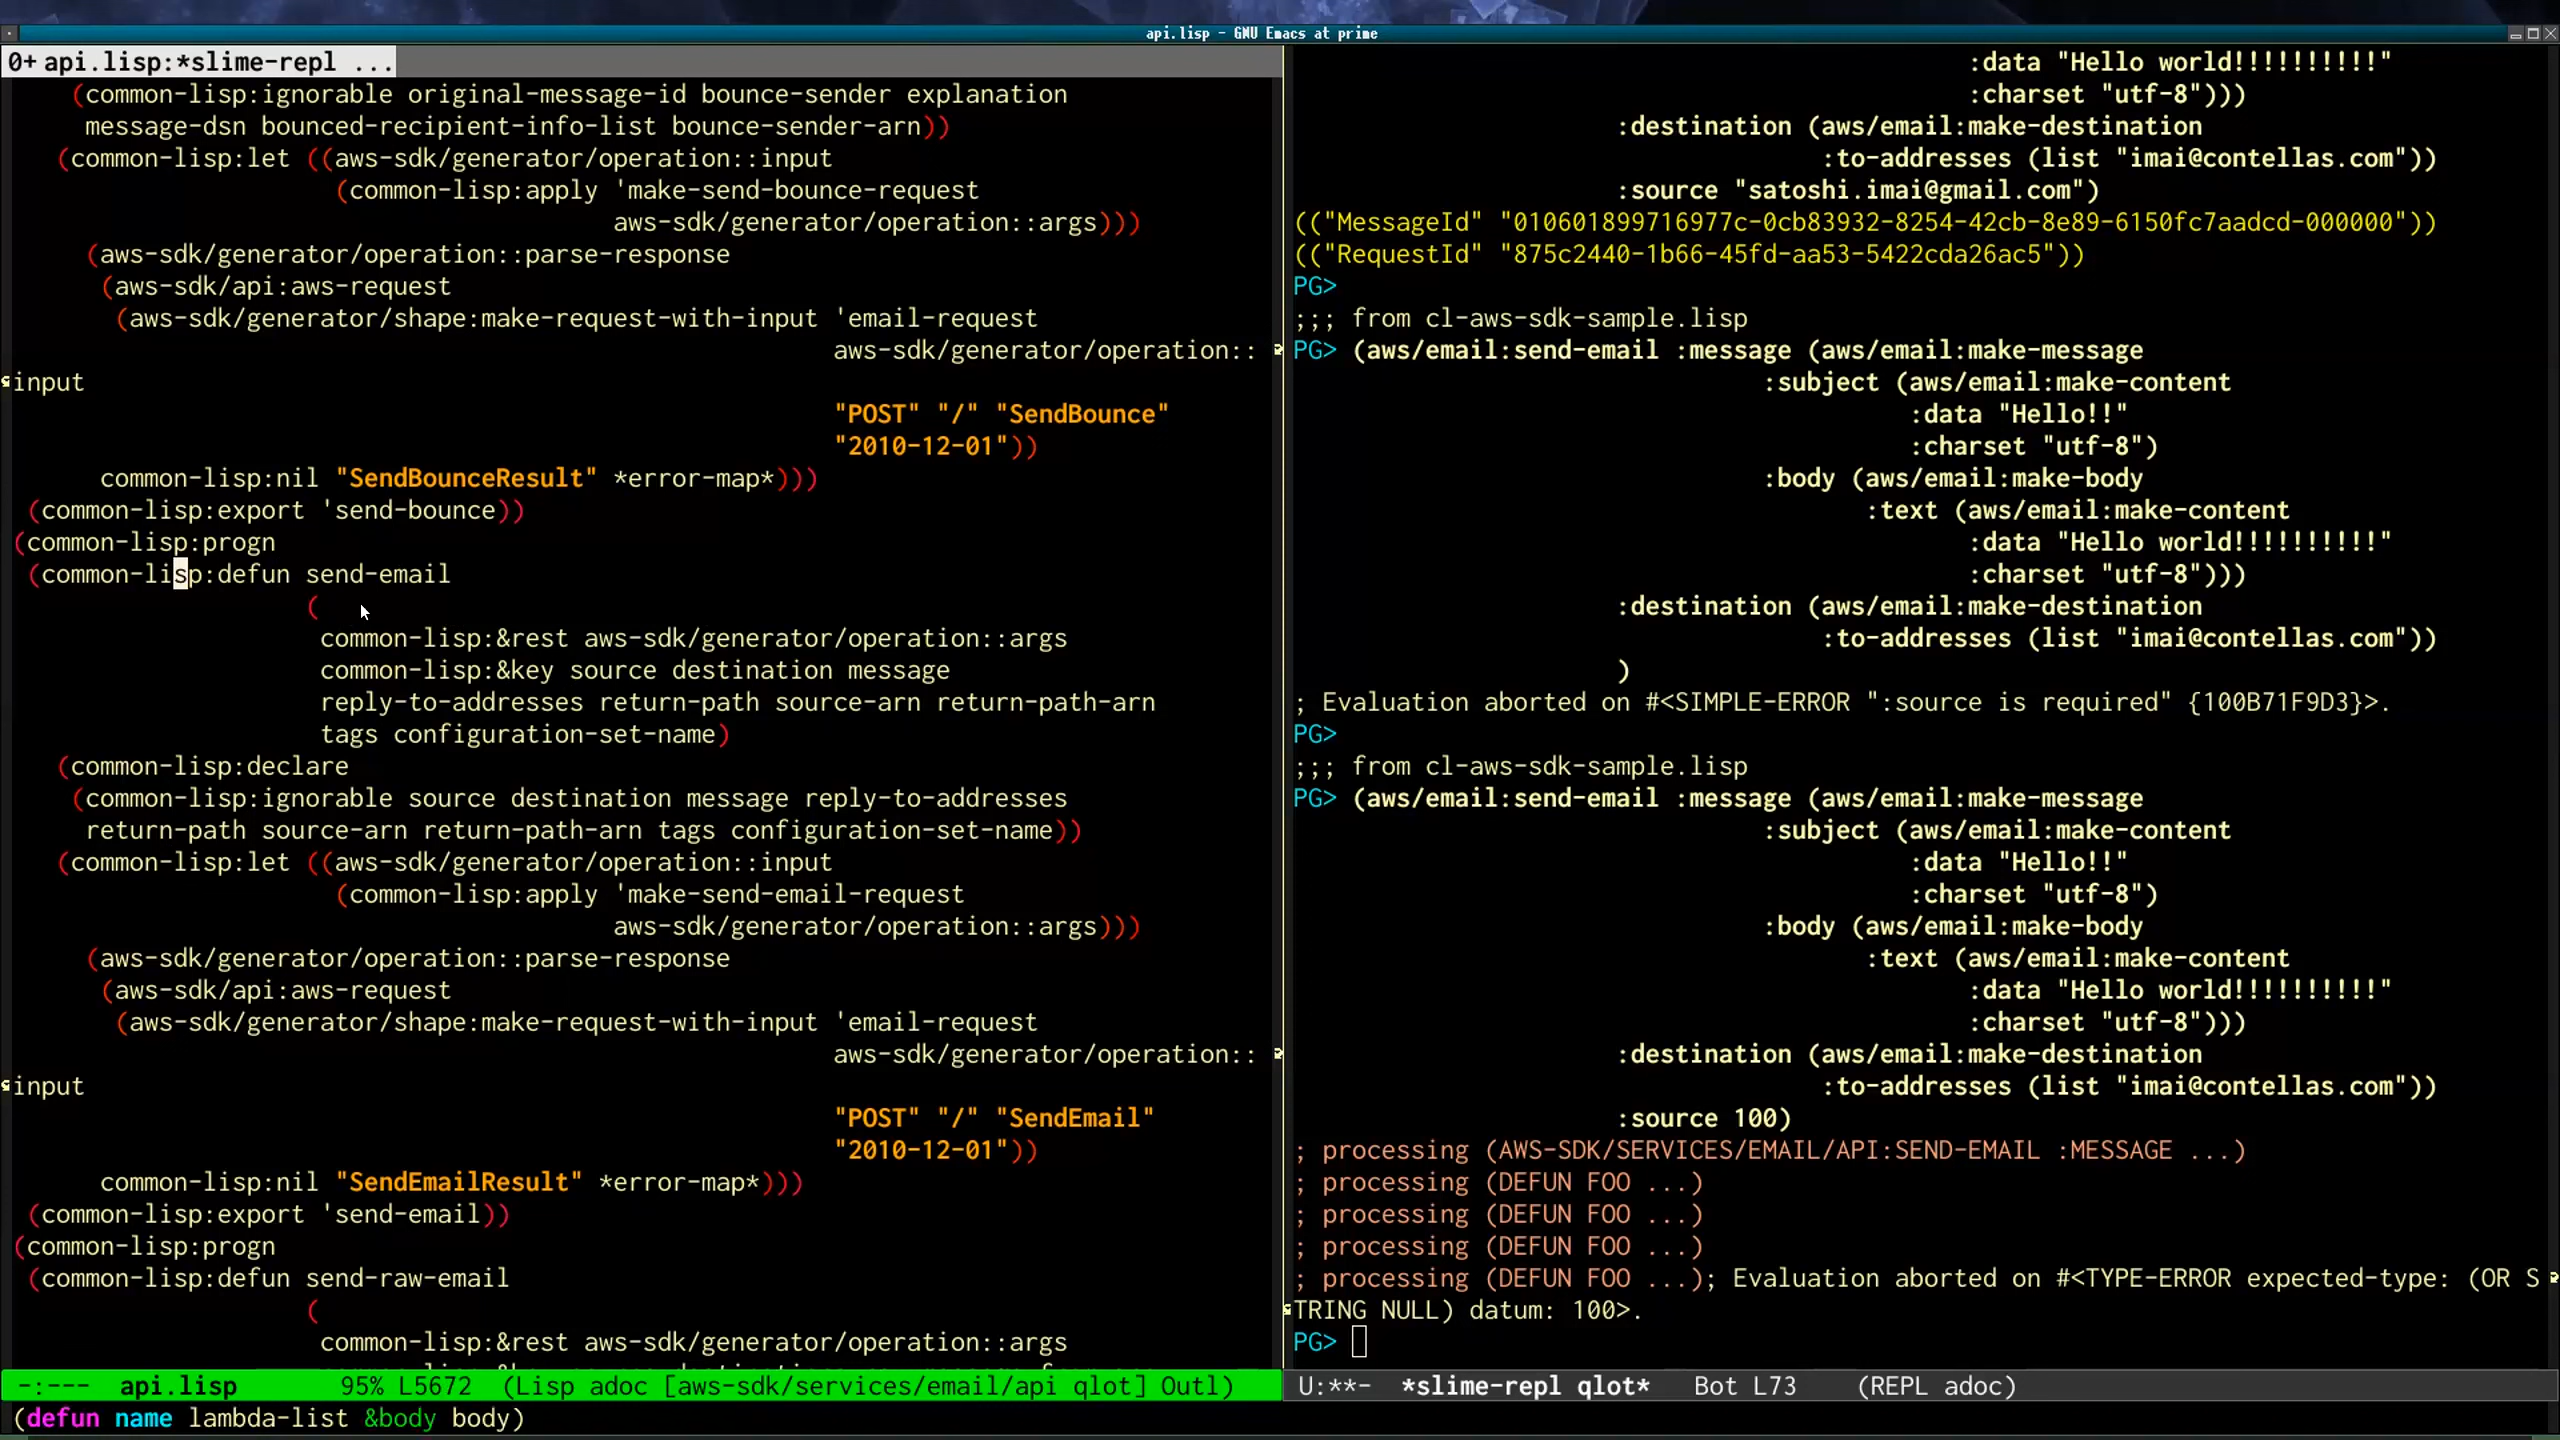 api.lisp - GNU Emacs at prime
0+ api.lisp:*slime-repl ...
(common-lisp:ignorable original-message-id bounce-sender explanation
message-dsn bounced-recipient-info-list bounce-sender-arn))
(common-lisp:let ((aws-sdk/generator/operation::input
(common-lisp:apply 'make-send-bounce-request
aws-sdk/generator/operation::args)))
(aws-sdk/generator/operation::parse-response
(aws-sdk/api:aws-request
(aws-sdk/generator/shape:make-request-with-input 'email-request
aws-sdk/generator/operation::
input
"POST" "/" "SendBounce"
"2010-12-01"))
common-lisp:nil "SendBounceResult" *error-map*)))
(common-lisp:export 'send-bounce))
(common-lisp:progn
(common-lisp:defun send-email
(
common-lisp:&rest aws-sdk/generator/operation::args
common-lisp:&key source destination message
reply-to-addresses return-path source-arn return-path-arn
tags configuration-set-name)
(common-lisp:declare
(common-lisp:ignorable source destination message reply-to-addresses
return-path source-arn return-path-arn tags configuration-set-name))
(common-lisp:let ((aws-sdk/generator/operation::input
(common-lisp:apply 'make-send-email-request
aws-sdk/generator/operation::args)))
(aws-sdk/generator/operation::parse-response
(aws-sdk/api:aws-request
(aws-sdk/generator/shape:make-request-with-input 'email-request
aws-sdk/generator/operation::
input
"POST" "/" "SendEmail"
"2010-12-01"))
common-lisp:nil "SendEmailResult" *error-map*)))
(common-lisp:export 'send-email))
(common-lisp:progn
(common-lisp:defun send-raw-email
(
common-lisp:&rest aws-sdk/generator/operation::args
-:--- api.lisp 95% L5672 (Lisp adoc [aws-sdk/services/email/api qlot] Outl)
(defun name lambda-list &body body)
:data "Hello world!!!!!!!!!!"
:charset "utf-8")))
:destination (aws/email:make-destination
:to-addresses (list "imai@contellas.com"))
:source "satoshi.imai@gmail.com")
(("MessageId" "010601899716977c-0cb83932-8254-42cb-8e89-6150fc7aadcd-000000"))
(("RequestId" "875c2440-1b66-45fd-aa53-5422cda26ac5"))
PG>
;;; from cl-aws-sdk-sample.lisp
PG> (aws/email:send-email :message (aws/email:make-message
:subject (aws/email:make-content
:data "Hello!!"
:charset "utf-8")
:body (aws/email:make-body
:text (aws/email:make-content
:data "Hello world!!!!!!!!!!"
:charset "utf-8")))
:destination (aws/email:make-destination
:to-addresses (list "imai@contellas.com"))
)
; Evaluation aborted on #<SIMPLE-ERROR ":source is required" {100B71F9D3}>.
PG>
;;; from cl-aws-sdk-sample.lisp
PG> (aws/email:send-email :message (aws/email:make-message
:subject (aws/email:make-content
:data "Hello!!"
:charset "utf-8")
:body (aws/email:make-body
:text (aws/email:make-content
:data "Hello world!!!!!!!!!!"
:charset "utf-8")))
:destination (aws/email:make-destination
:to-addresses (list "imai@contellas.com"))
:source 100)
; processing (AWS-SDK/SERVICES/EMAIL/API:SEND-EMAIL :MESSAGE ...)
; processing (DEFUN FOO ...)
; processing (DEFUN FOO ...)
; processing (DEFUN FOO ...)
; processing (DEFUN FOO ...); Evaluation aborted on #<TYPE-ERROR expected-type: (OR S
TRING NULL) datum: 100>.
PG>
U:**- *slime-repl qlot* Bot L73 (REPL adoc)